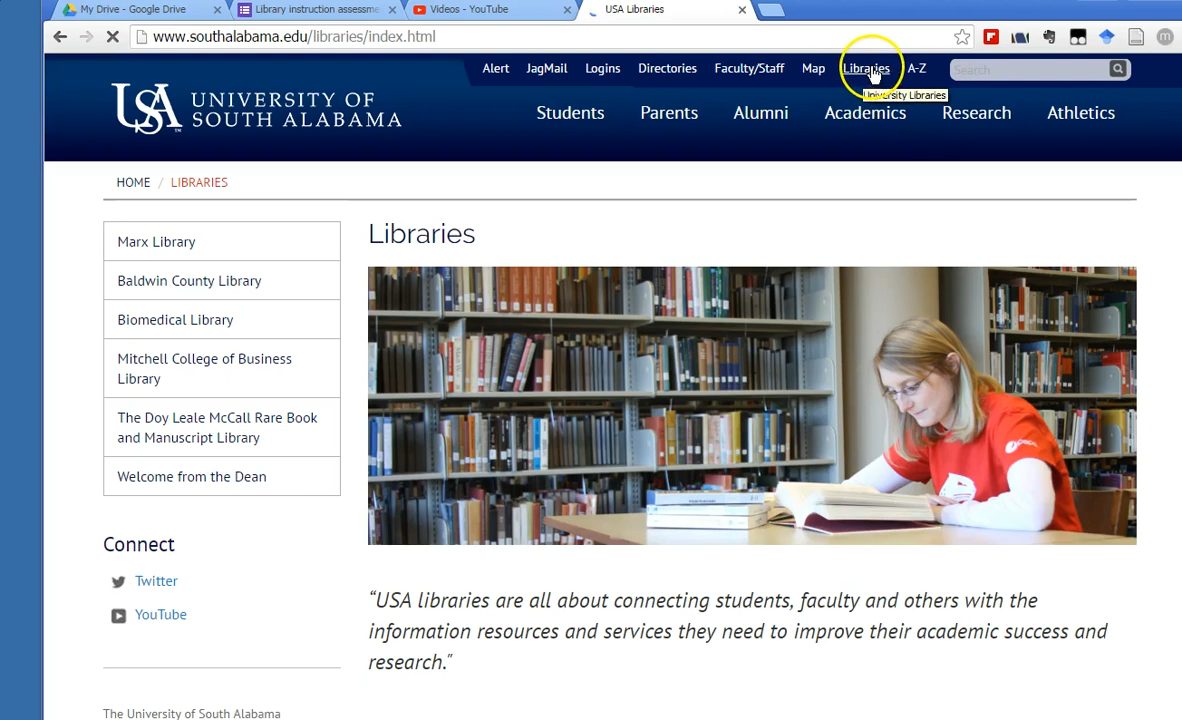 My Drive - Google Drive
Library instruction assessme
Videos - YouTube
USA Libraries
www.southalabama.edu/libraries/index.html
Alert JagMail Logins Directories Faculty/Staff Map Libraries A-Z Search
University Libraries
USA UNIVERSITY OF
SOUTH ALABAMA
Students Parents Alumni Academics Research Athletics
HOME / LIBRARIES
Marx Library
Baldwin County Library
Biomedical Library
Mitchell College of Business
Library
The Doy Leale McCall Rare Book
and Manuscript Library
Welcome from the Dean
Libraries
Connect
Twitter
YouTube
“USA libraries are all about connecting students, faculty and others with the
information resources and services they need to improve their academic success and
research."
The University of South Alabama